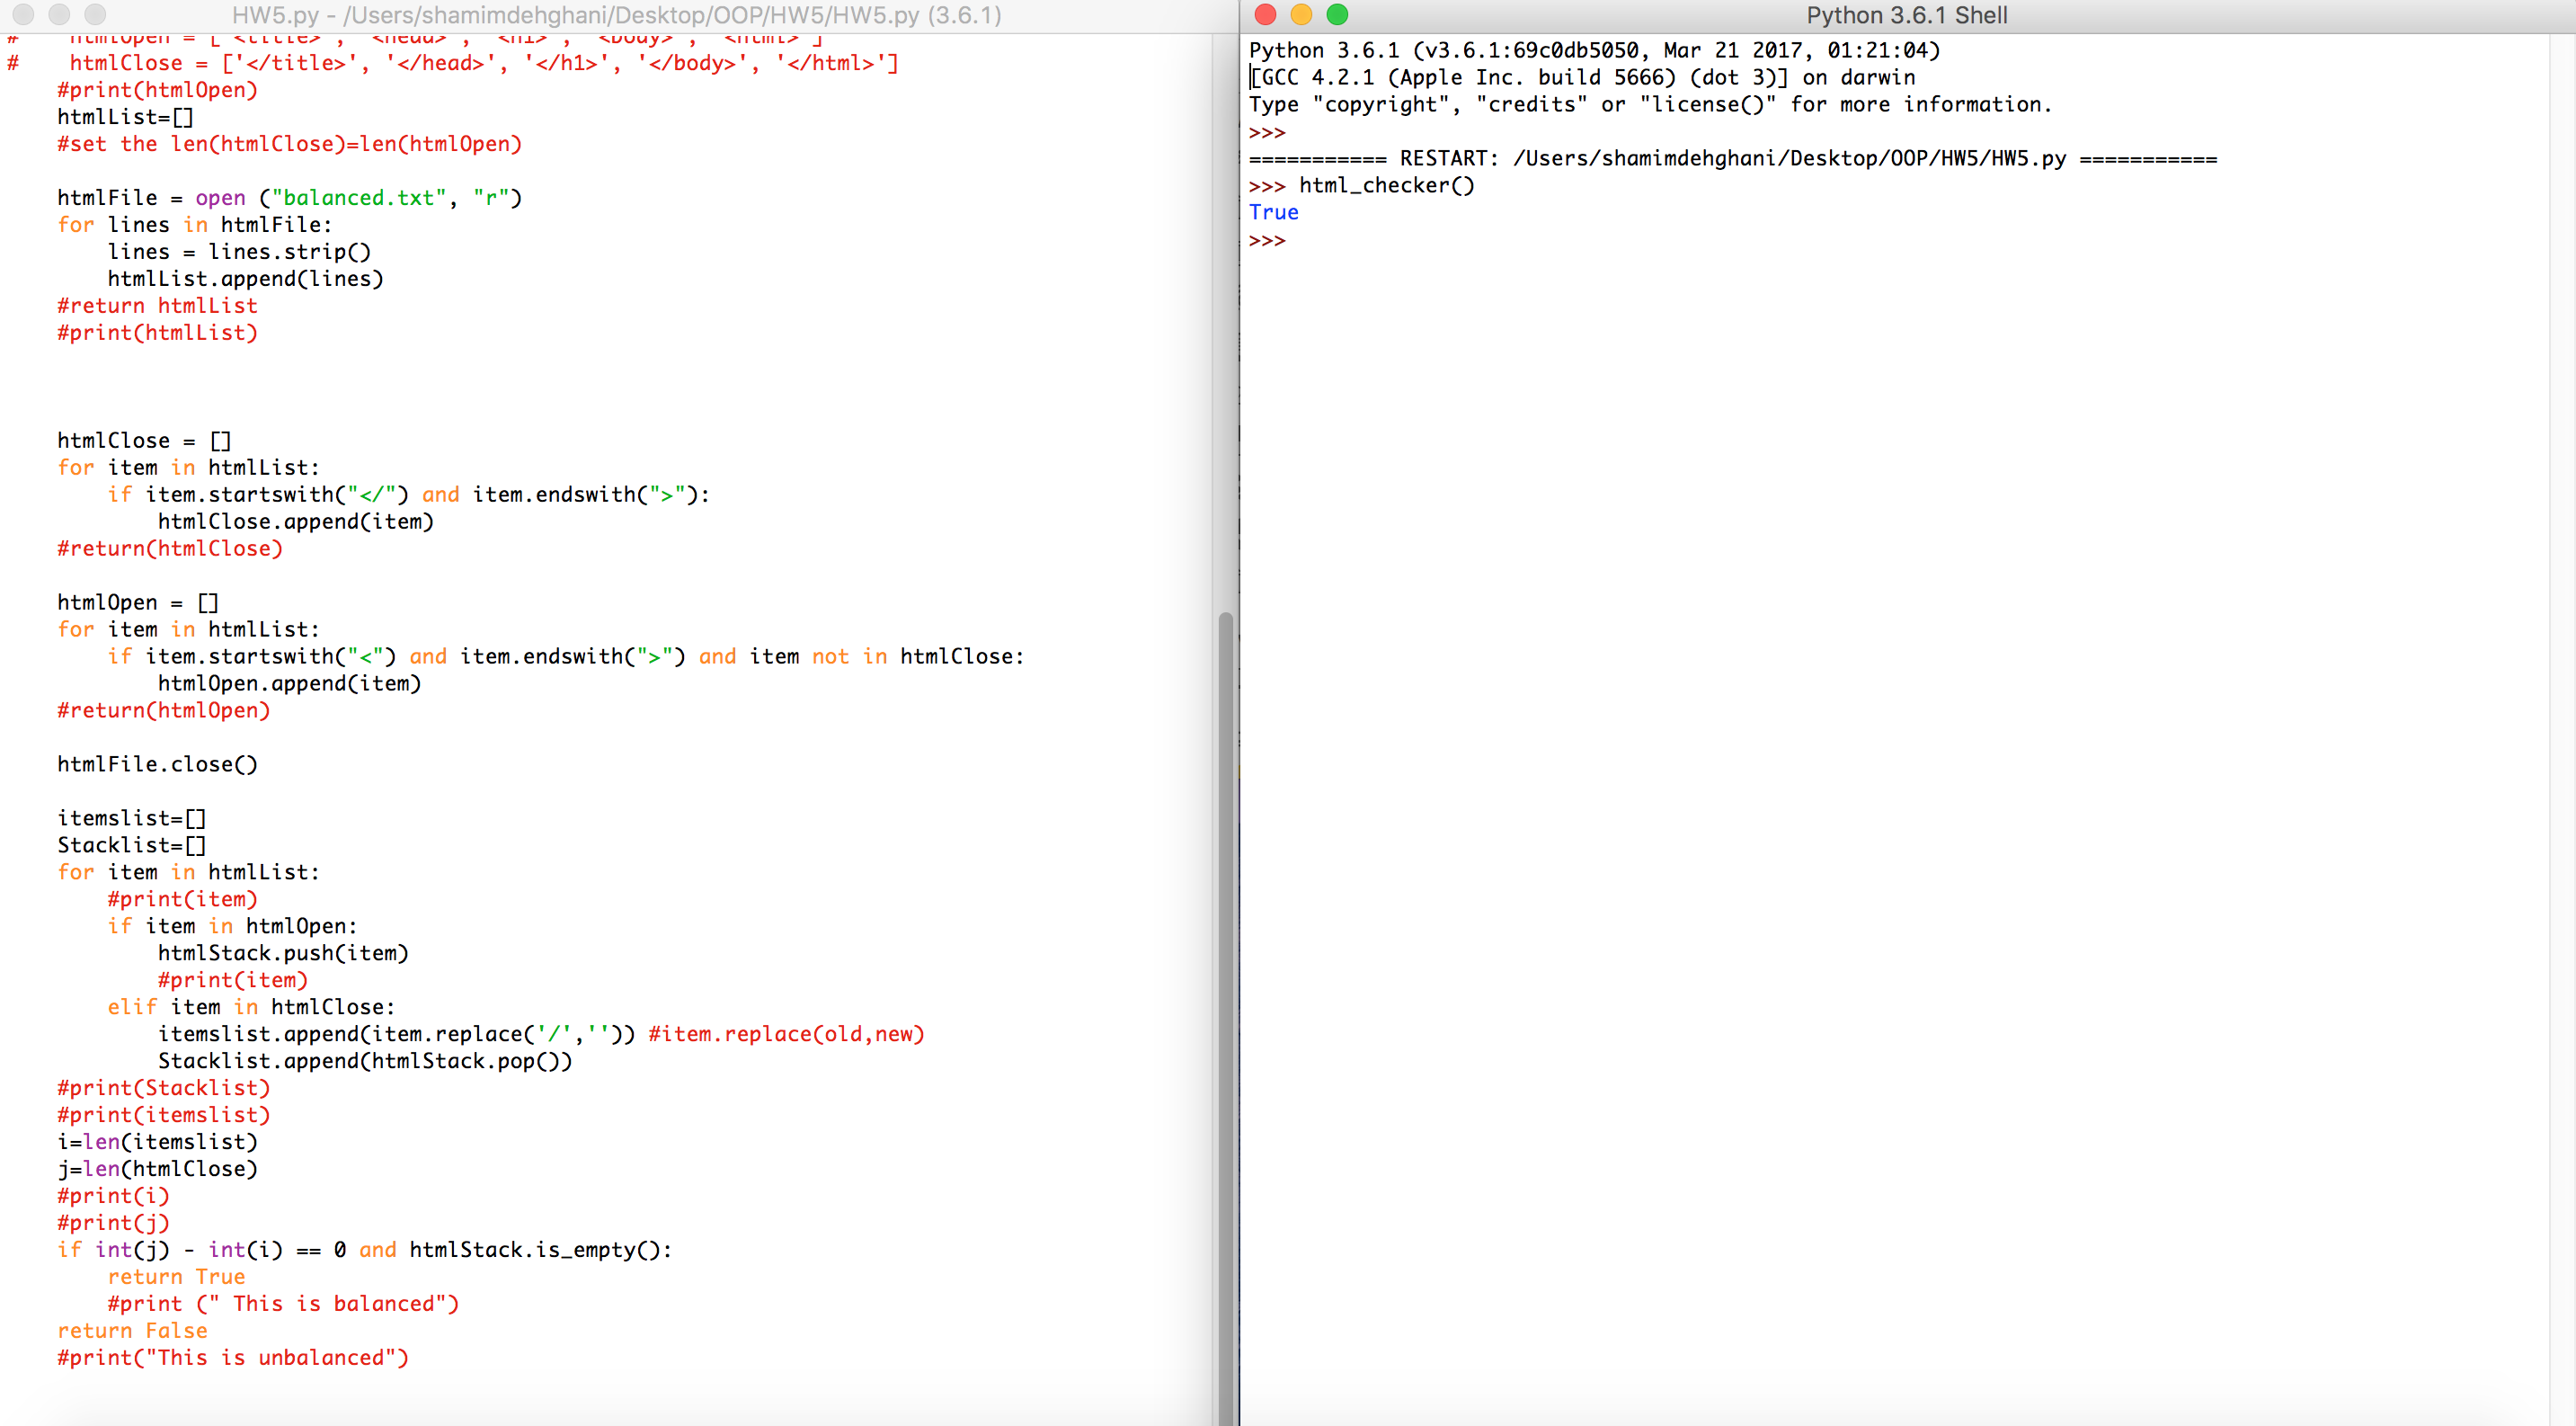 HW5.py - /Users/shamimdehghani/Desktop/OOP/HW5/HW5.py (3.6.1)
#    htmlOpen = ['<title>', '<head>', '<h1>', '<body>', '<html>']
#    htmlClose = ['</title>', '</head>', '</h1>', '</body>', '</html>']
    #print(htmlOpen)
    htmlList=[]
    #set the len(htmlClose)=len(htmlOpen)
    htmlFile = open ("balanced.txt", "r")
    for lines in htmlFile:
        lines = lines.strip()
        htmlList.append(lines)
    #return htmlList
    #print(htmlList)
    htmlClose = []
    for item in htmlList:
        if item.startswith("</") and item.endswith(">"):
            htmlClose.append(item)
    #return(htmlClose)
    htmlOpen = []
    for item in htmlList:
        if item.startswith("<") and item.endswith(">") and item not in htmlClose:
            htmlOpen.append(item)
    #return(htmlOpen)
    htmlFile.close()
    itemslist=[]
    Stacklist=[]
    for item in htmlList:
        #print(item)
        if item in htmlOpen:
            htmlStack.push(item)
            #print(item)
        elif item in htmlClose:
            itemslist.append(item.replace('/','')) #item.replace(old,new)
            Stacklist.append(htmlStack.pop())
    #print(Stacklist)
    #print(itemslist)
    i=len(itemslist)
    j=len(htmlClose)
    #print(i)
    #print(j)
    if int(j) - int(i) == 0 and htmlStack.is_empty():
        return True
        #print (" This is balanced")
    return False
    #print("This is unbalanced")
Python 3.6.1 Shell
Python 3.6.1 (v3.6.1:69c0db5050, Mar 21 2017, 01:21:04)
[GCC 4.2.1 (Apple Inc. build 5666) (dot 3)] on darwin
Type "copyright", "credits" or "license()" for more information.
>>>
=========== RESTART: /Users/shamimdehghani/Desktop/OOP/HW5/HW5.py ===========
>>> html_checker()
True
>>>